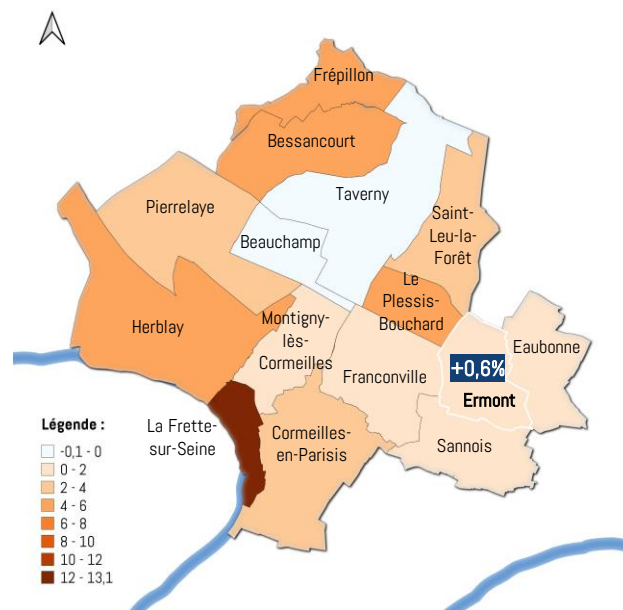 Frépillon
Bessancourt
Taverny
Pierrelaye
Saint-
Leu-la-
Forêt
Beauchamp
Le
Plessis-
Bouchard
Herblay
Montigny-
lès-
Cormeilles
Eaubonne
Franconville
+0,6%
Ermont
La Frette-
sur-Seine
Cormeilles-
en-Parisis
Sannois
Légende :
-0,1 - 0
0 - 2
2 - 4
4 - 6
6 - 8
8 - 10
10 - 12
12 - 13,1